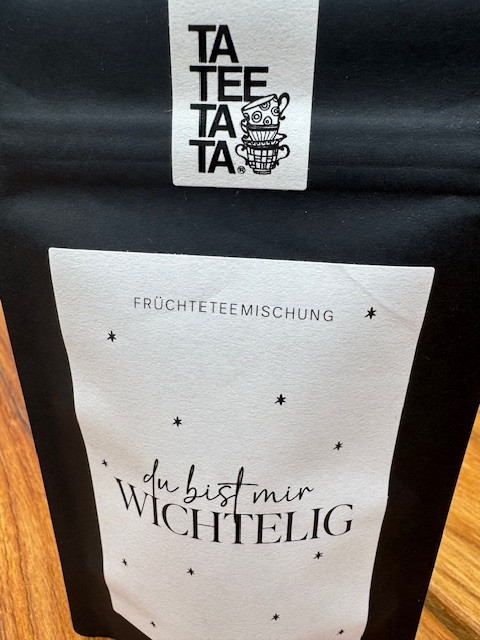 TA
TEE
TA
TA®
FRÜCHTETEEMISCHUNG
du bist mir
WICHTELIG